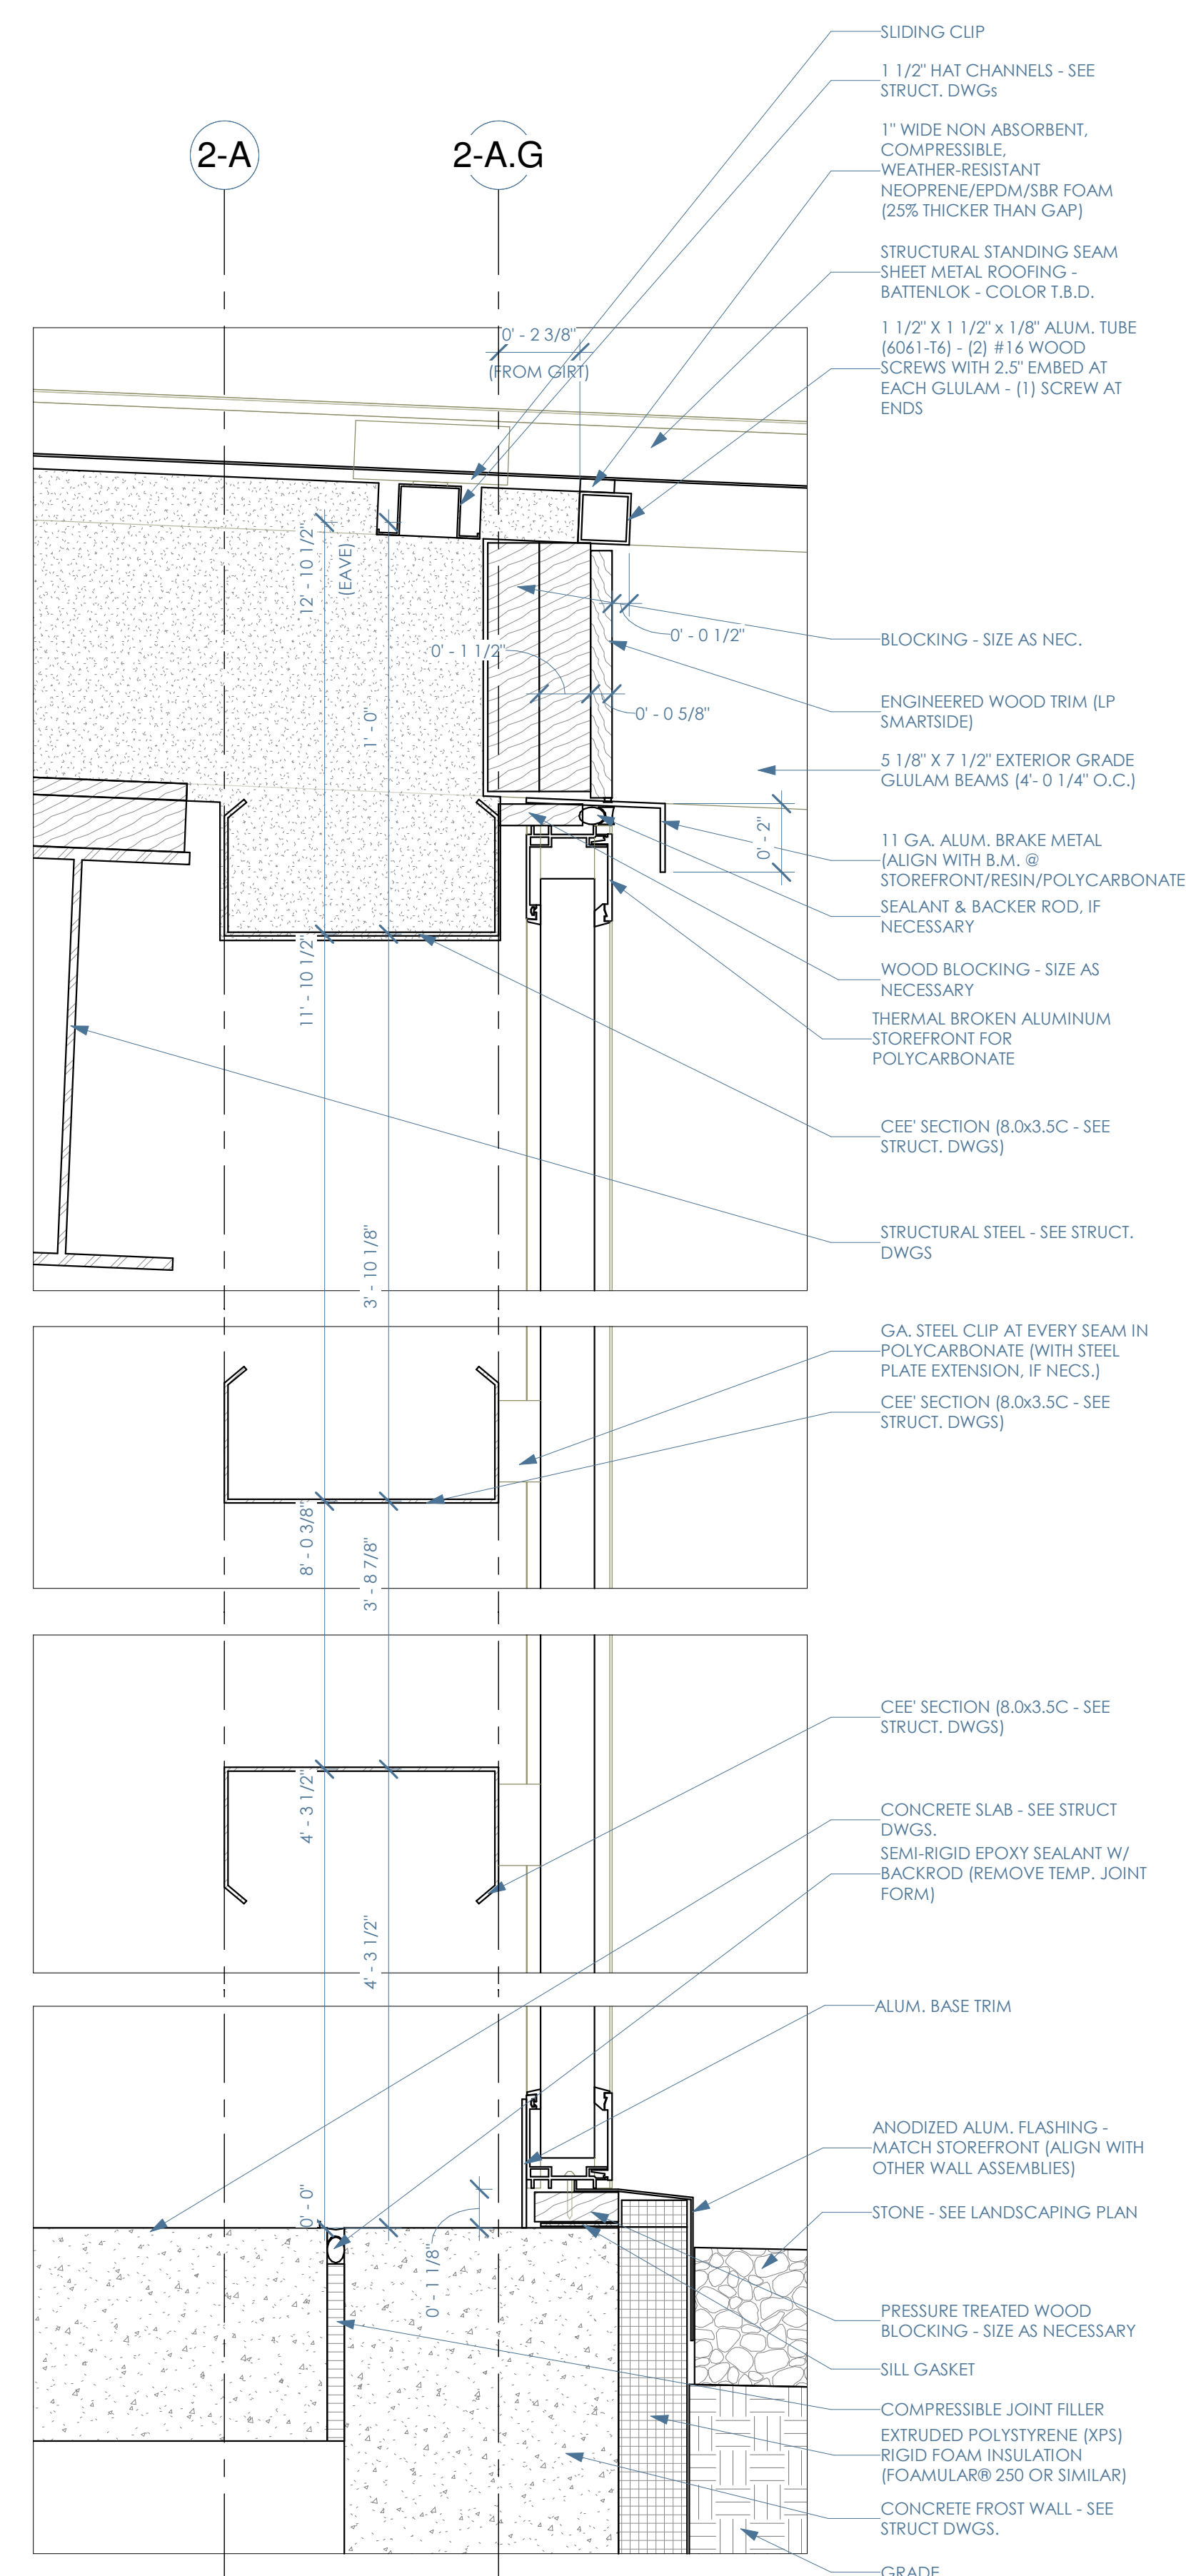 SLIDING CLIP
1 1/2" HAT CHANNELS - SEE
STRUCT. DWGs
1" WIDE NON ABSORBENT,
COMPRESSIBLE,
WEATHER-RESISTANT
NEOPRENE/EPDM/SBR FOAM
(25% THICKER THAN GAP)
2-A
2-A.G
STRUCTURAL STANDING SEAM
SHEET METAL ROOFING -
BATTENLOK - COLOR T.B.D.
1 1/2" X 1 1/2" x 1/8" ALUM. TUBE
(6061-T6) - (2) #16 WOOD
SCREWS WITH 2.5" EMBED AT
EACH GLULAM - (1) SCREW AT
ENDS
0' - 2 3/8"
(FROM GIRT)
12' - 10 1/2"
(EAVE)
0' - 0 1/2"
0' - 1 1/2"
1' - 0"
0' - 0 5/8"
BLOCKING - SIZE AS NEC.
ENGINEERED WOOD TRIM (LP
SMARTSIDE)
5 1/8" X 7 1/2" EXTERIOR GRADE
GLULAM BEAMS (4'- 0 1/4" O.C.)
0' - 2"
11 GA. ALUM. BRAKE METAL
(ALIGN WITH B.M. @
STOREFRONT/RESIN/POLYCARBONATE
SEALANT & BACKER ROD, IF
NECESSARY
WOOD BLOCKING - SIZE AS
NECESSARY
THERMAL BROKEN ALUMINUM
STOREFRONT FOR
POLYCARBONATE
11' - 10 1/2"
CEE' SECTION (8.0x3.5C - SEE
STRUCT. DWGS)
STRUCTURAL STEEL - SEE STRUCT.
DWGS
3' - 10 1/8"
GA. STEEL CLIP AT EVERY SEAM IN
POLYCARBONATE (WITH STEEL
PLATE EXTENSION, IF NECS.)
CEE' SECTION (8.0x3.5C - SEE
STRUCT. DWGS)
8' - 0 3/8"
3' - 8 7/8"
CEE' SECTION (8.0x3.5C - SEE
STRUCT. DWGS)
4' - 3 1/2"
CONCRETE SLAB - SEE STRUCT
DWGS.
SEMI-RIGID EPOXY SEALANT W/
BACKROD (REMOVE TEMP. JOINT
FORM)
4' - 3 1/2"
ALUM. BASE TRIM
ANODIZED ALUM. FLASHING -
MATCH STOREFRONT (ALIGN WITH
OTHER WALL ASSEMBLIES)
0' - 0"
STONE - SEE LANDSCAPING PLAN
0' - 1 1/8"
PRESSURE TREATED WOOD
BLOCKING - SIZE AS NECESSARY
SILL GASKET
COMPRESSIBLE JOINT FILLER
EXTRUDED POLYSTYRENE (XPS)
RIGID FOAM INSULATION
(FOAMULAR® 250 OR SIMILAR)
CONCRETE FROST WALL - SEE
STRUCT DWGS.
GRADE